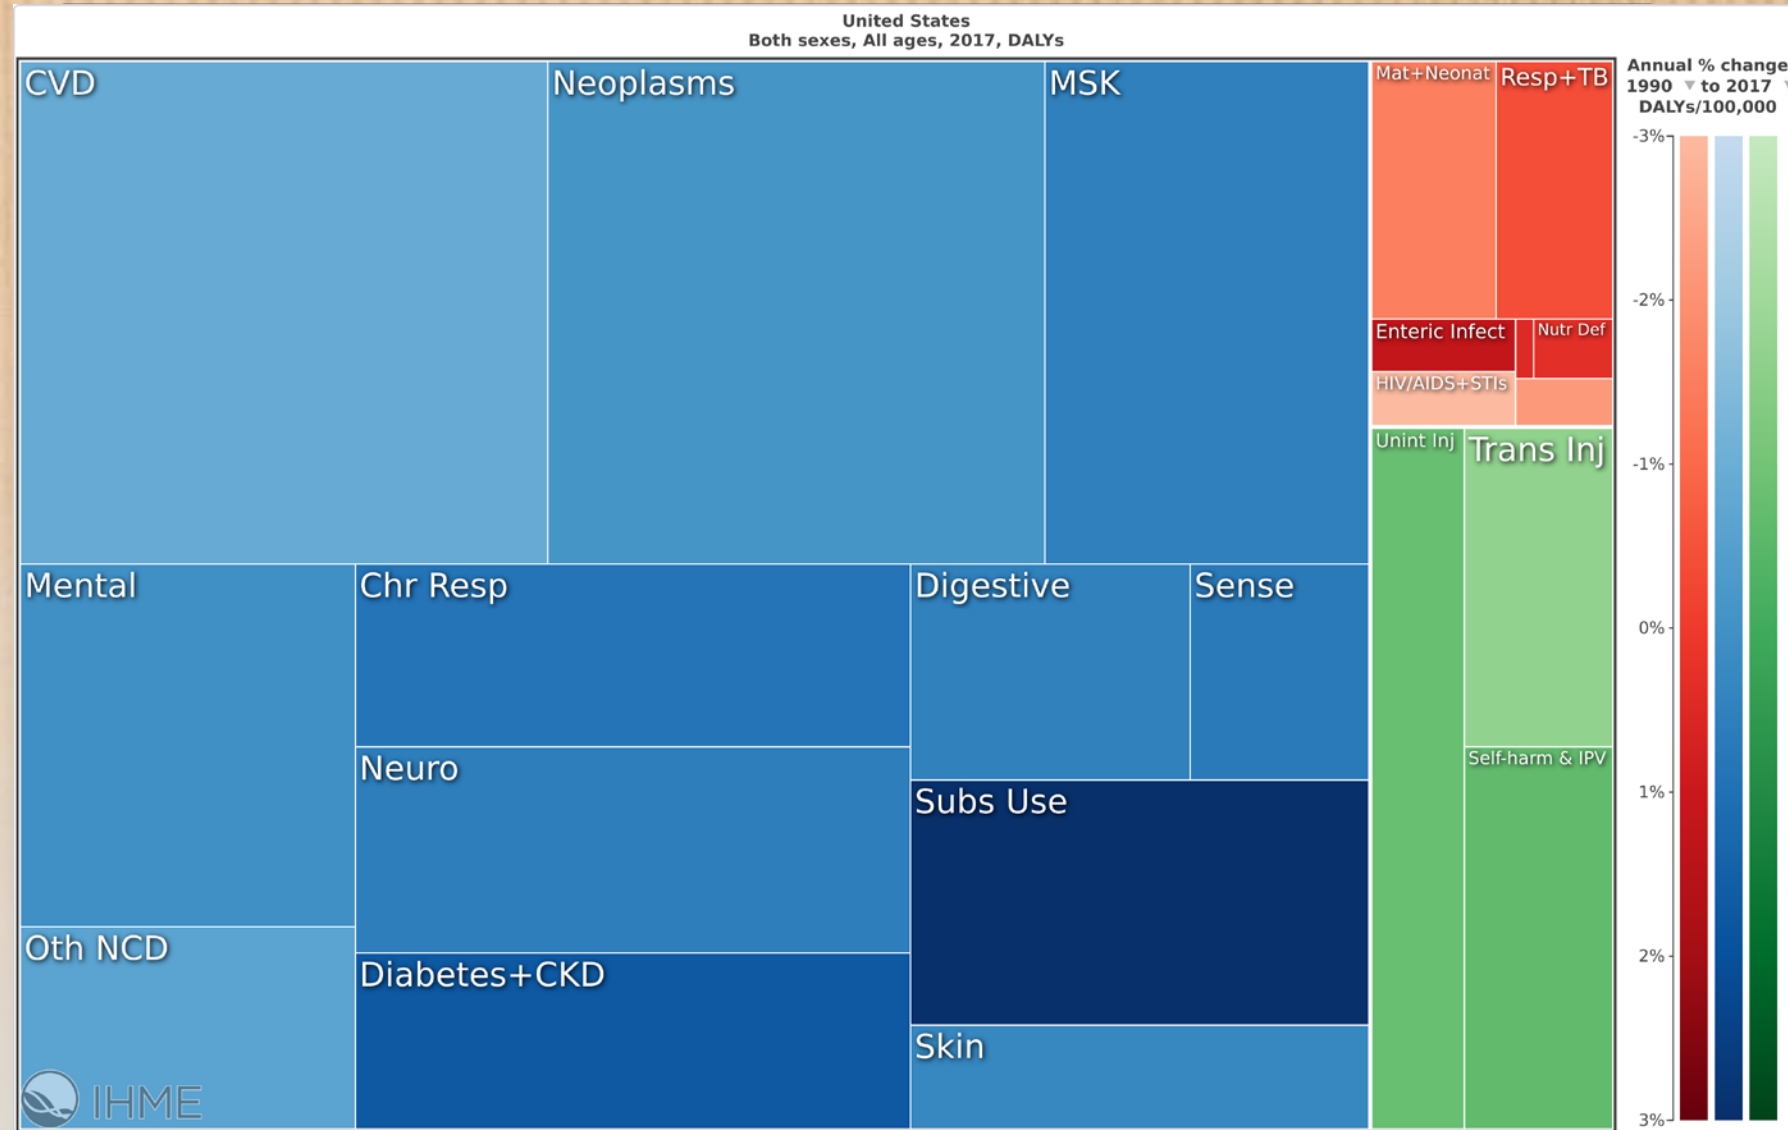 United States
Both sexes, All ages, 2017, DALYs
CVD
Neoplasms
MSK
Mat+Neonat
Resp+TB
Enteric Infect
Nutr Def
HIV/AIDS+STIs
Unint Inj
Trans Inj
Self-harm & IPV
Mental
Chr Resp
Digestive
Sense
Neuro
Subs Use
Oth NCD
Diabetes+CKD
Skin
IHME
Annual % change
1990 to 2017
DALYs/100,000
-3%
-2%
-1%
0%
1%
2%
3%